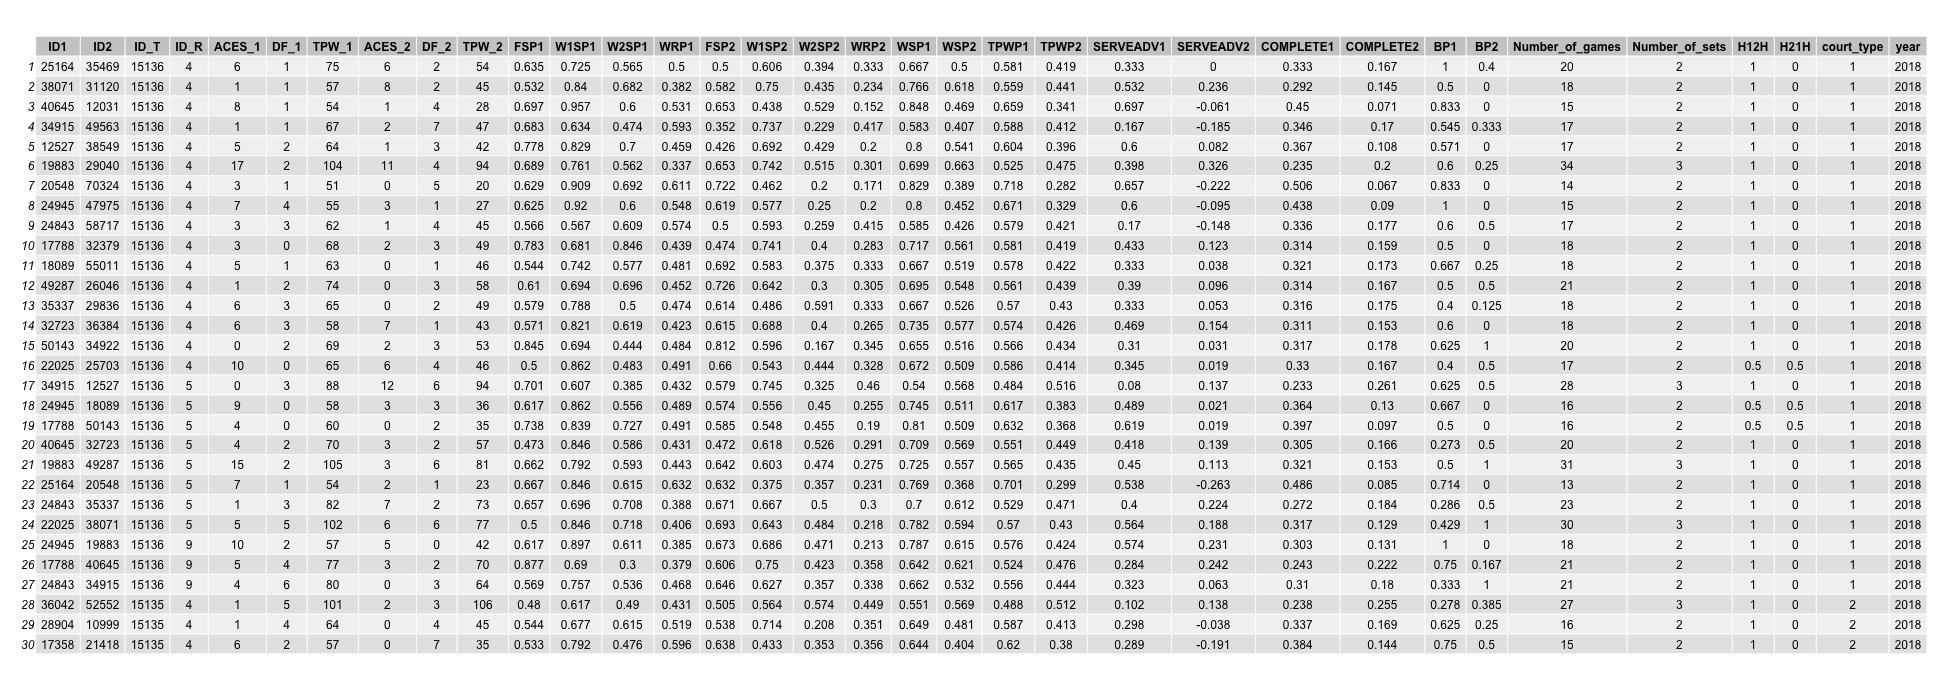 ID1 ID2 ID_T ID_R ACES_1 DF_1 TPW_1 ACES_2 DF_2 TPW_2 FSP1 W1SP1 W2SP1 WRP1 FSP2 W1SP2 W2SP2 WRP2 WSP1 WSP2 TPWP1 TPWP2 SERVEADV1 SERVEADV2 COMPLETE1 COMPLETE2 BP1 BP2 Number_of_games Number_of_sets H12H H21H court_type year
1 25164 35469 15136 4 6 1 75 6 2 54 0.635 0.725 0.565 0.5 0.5 0.606 0.394 0.333 0.667 0.5 0.581 0.419 0.333 0 0.333 0.167 1 0.4 20 2 1 0 1 2018
2 38071 31120 15136 4 1 1 57 8 2 45 0.532 0.84 0.682 0.382 0.582 0.75 0.435 0.234 0.766 0.618 0.559 0.441 0.532 0.236 0.292 0.145 0.5 0 18 2 1 0 1 2018
3 40645 12031 15136 4 8 1 54 1 4 28 0.697 0.957 0.6 0.531 0.653 0.438 0.529 0.152 0.848 0.469 0.659 0.341 0.697 -0.061 0.45 0.071 0.833 0 15 2 1 0 1 2018
4 34915 49563 15136 4 1 1 67 2 7 47 0.683 0.634 0.474 0.593 0.352 0.737 0.229 0.417 0.583 0.407 0.588 0.412 0.167 -0.185 0.346 0.17 0.545 0.333 17 2 1 0 1 2018
5 12527 38549 15136 4 5 2 64 1 3 42 0.778 0.829 0.7 0.459 0.426 0.692 0.429 0.2 0.8 0.541 0.604 0.396 0.6 0.082 0.367 0.108 0.571 0 17 2 1 0 1 2018
6 19883 29040 15136 4 17 2 104 11 4 94 0.689 0.761 0.562 0.337 0.653 0.742 0.515 0.301 0.699 0.663 0.525 0.475 0.398 0.326 0.235 0.2 0.6 0.25 34 3 1 0 1 2018
7 20548 70324 15136 4 3 1 51 0 5 20 0.629 0.909 0.692 0.611 0.722 0.462 0.2 0.171 0.829 0.389 0.718 0.282 0.657 -0.222 0.506 0.067 0.833 0 14 2 1 0 1 2018
8 24945 47975 15136 4 7 4 55 3 1 27 0.625 0.92 0.6 0.548 0.619 0.577 0.25 0.2 0.8 0.452 0.671 0.329 0.6 -0.095 0.438 0.09 1 0 15 2 1 0 1 2018
9 24843 58717 15136 4 3 3 62 1 4 45 0.566 0.567 0.609 0.574 0.5 0.593 0.259 0.415 0.585 0.426 0.579 0.421 0.17 -0.148 0.336 0.177 0.6 0.5 17 2 1 0 1 2018
10 17788 32379 15136 4 3 0 68 2 3 49 0.783 0.681 0.846 0.439 0.474 0.741 0.4 0.283 0.717 0.561 0.581 0.419 0.433 0.123 0.314 0.159 0.5 0 18 2 1 0 1 2018
11 18089 55011 15136 4 5 1 63 0 1 46 0.544 0.742 0.577 0.481 0.692 0.583 0.375 0.333 0.667 0.519 0.578 0.422 0.333 0.038 0.321 0.173 0.667 0.25 18 2 1 0 1 2018
12 49287 26046 15136 4 1 2 74 0 3 58 0.61 0.694 0.696 0.452 0.726 0.642 0.3 0.305 0.695 0.548 0.561 0.439 0.39 0.096 0.314 0.167 0.5 0.5 21 2 1 0 1 2018
13 35337 29836 15136 4 6 3 65 0 2 49 0.579 0.788 0.5 0.474 0.614 0.486 0.591 0.333 0.667 0.526 0.57 0.43 0.333 0.053 0.316 0.175 0.4 0.125 18 2 1 0 1 2018
14 32723 36384 15136 4 6 3 58 7 1 43 0.571 0.821 0.619 0.423 0.615 0.688 0.4 0.265 0.735 0.577 0.574 0.426 0.469 0.154 0.311 0.153 0.6 0 18 2 1 0 1 2018
15 50143 34922 15136 4 0 2 69 2 3 53 0.845 0.694 0.444 0.484 0.812 0.596 0.167 0.345 0.655 0.516 0.566 0.434 0.31 0.031 0.317 0.178 0.625 1 20 2 1 0 1 2018
16 22025 25703 15136 4 10 0 65 6 4 46 0.5 0.862 0.483 0.491 0.66 0.543 0.444 0.328 0.672 0.509 0.586 0.414 0.345 0.019 0.33 0.167 0.4 0.5 17 2 0.5 0.5 1 2018
17 34915 12527 15136 5 0 3 88 12 6 94 0.701 0.607 0.385 0.432 0.579 0.745 0.325 0.46 0.54 0.568 0.484 0.516 0.08 0.137 0.233 0.261 0.625 0.5 28 3 1 0 1 2018
18 24945 18089 15136 5 9 0 58 3 3 36 0.617 0.862 0.556 0.489 0.574 0.556 0.45 0.255 0.745 0.511 0.617 0.383 0.489 0.021 0.364 0.13 0.667 0 16 2 0.5 0.5 1 2018
19 17788 50143 15136 5 4 0 60 0 2 35 0.738 0.839 0.727 0.491 0.585 0.548 0.455 0.19 0.81 0.509 0.632 0.368 0.619 0.019 0.397 0.097 0.5 0 16 2 0.5 0.5 1 2018
20 40645 32723 15136 5 4 2 70 3 2 57 0.473 0.846 0.586 0.431 0.472 0.618 0.526 0.291 0.709 0.569 0.551 0.449 0.418 0.139 0.305 0.166 0.273 0.5 20 2 1 0 1 2018
21 19883 49287 15136 5 15 2 105 3 6 81 0.662 0.792 0.593 0.443 0.642 0.603 0.474 0.275 0.725 0.557 0.565 0.435 0.45 0.113 0.321 0.153 0.5 1 31 3 1 0 1 2018
22 25164 20548 15136 5 7 1 54 2 1 23 0.667 0.846 0.615 0.632 0.632 0.375 0.357 0.231 0.769 0.368 0.701 0.299 0.538 -0.263 0.486 0.085 0.714 0 13 2 1 0 1 2018
23 24843 35337 15136 5 1 3 82 7 2 73 0.657 0.696 0.708 0.388 0.671 0.667 0.5 0.3 0.7 0.612 0.529 0.471 0.4 0.224 0.272 0.184 0.286 0.5 23 2 1 0 1 2018
24 22025 38071 15136 5 5 5 102 6 6 77 0.5 0.846 0.718 0.406 0.693 0.643 0.484 0.218 0.782 0.594 0.57 0.43 0.564 0.188 0.317 0.129 0.429 1 30 3 1 0 1 2018
25 24945 19883 15136 9 10 2 57 5 0 42 0.617 0.897 0.611 0.385 0.673 0.686 0.471 0.213 0.787 0.615 0.576 0.424 0.574 0.231 0.303 0.131 1 0 18 2 1 0 1 2018
26 17788 40645 15136 9 5 4 77 3 2 70 0.877 0.69 0.3 0.379 0.606 0.75 0.423 0.358 0.642 0.621 0.524 0.476 0.284 0.242 0.243 0.222 0.75 0.167 21 2 1 0 1 2018
27 24843 34915 15136 9 4 6 80 0 3 64 0.569 0.757 0.536 0.468 0.646 0.627 0.357 0.338 0.662 0.532 0.556 0.444 0.323 0.063 0.31 0.18 0.333 1 21 2 1 0 1 2018
28 36042 52552 15135 4 1 5 101 2 3 106 0.48 0.617 0.49 0.431 0.505 0.564 0.574 0.449 0.551 0.569 0.488 0.512 0.102 0.138 0.238 0.255 0.278 0.385 27 3 1 0 2 2018
29 28904 10999 15135 4 1 4 64 0 4 45 0.544 0.677 0.615 0.519 0.538 0.714 0.208 0.351 0.649 0.481 0.587 0.413 0.298 -0.038 0.337 0.169 0.625 0.25 16 2 1 0 2 2018
30 17358 21418 15135 4 6 2 57 0 7 35 0.533 0.792 0.476 0.596 0.638 0.433 0.353 0.356 0.644 0.404 0.62 0.38 0.289 -0.191 0.384 0.144 0.75 0.5 15 2 1 0 2 2018